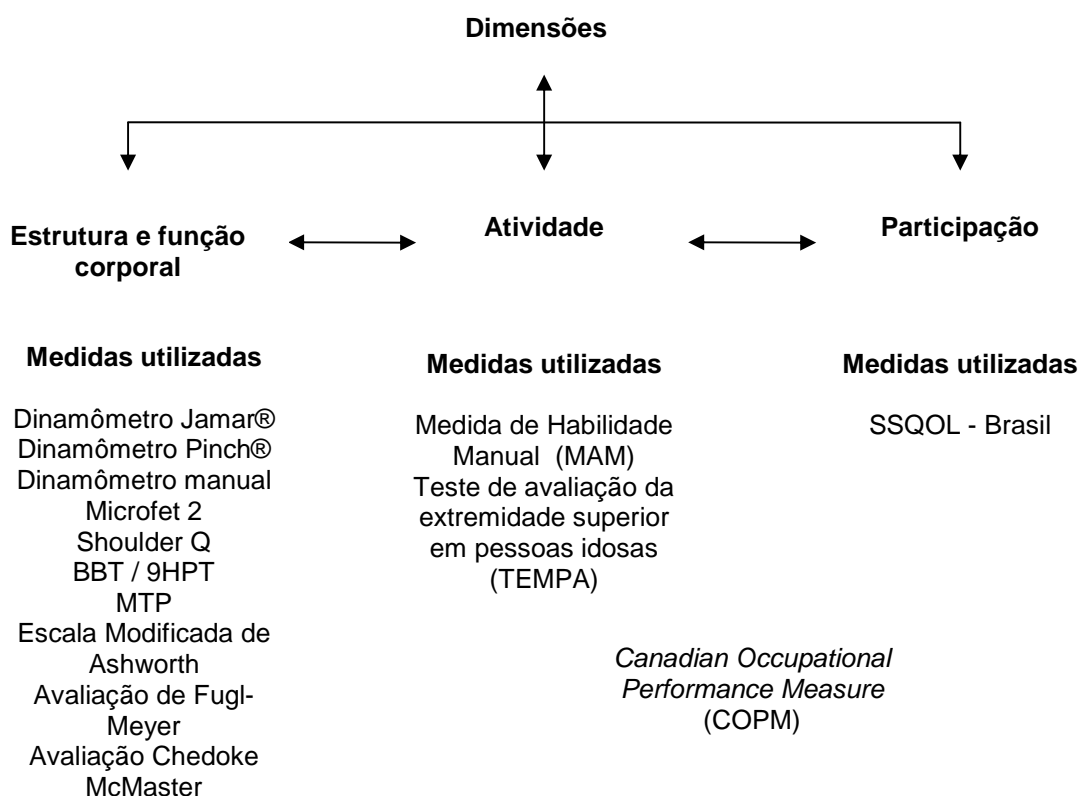 Dimensões
Estrutura e função
corporal
Atividade
Participação
Medidas utilizadas
Dinamômetro Jamar®
Dinamômetro Pinch®
Dinamômetro manual
Microfet 2
Shoulder Q
BBT / 9HPT
MTP
Escala Modificada de
Ashworth
Avaliação de Fugl-
Meyer
Avaliação Chedoke
McMaster
Medidas utilizadas
Medida de Habilidade
Manual (MAM)
Teste de avaliação da
extremidade superior
em pessoas idosas
(TEMPA)
Medidas utilizadas
SSQOL - Brasil
Canadian Occupational
Performance Measure
(COPM)